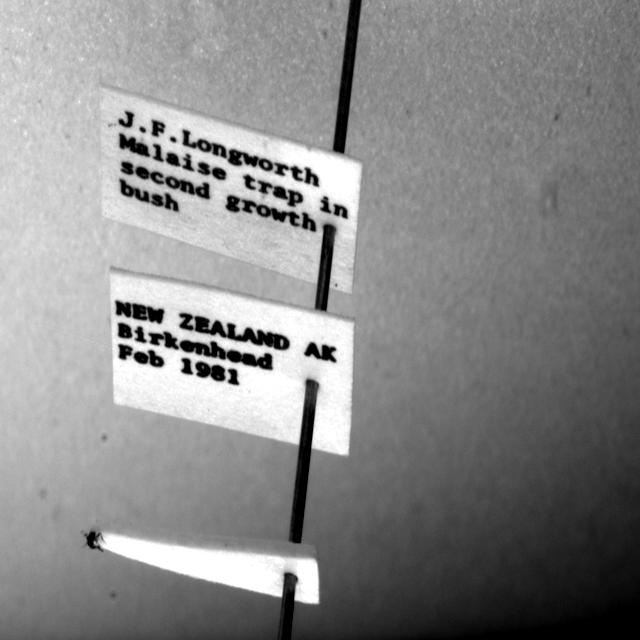 J.F.Longworth
Malaise trap in
second growth
bush
NEW ZEALAND AK
Birkenhead
Feb 1981